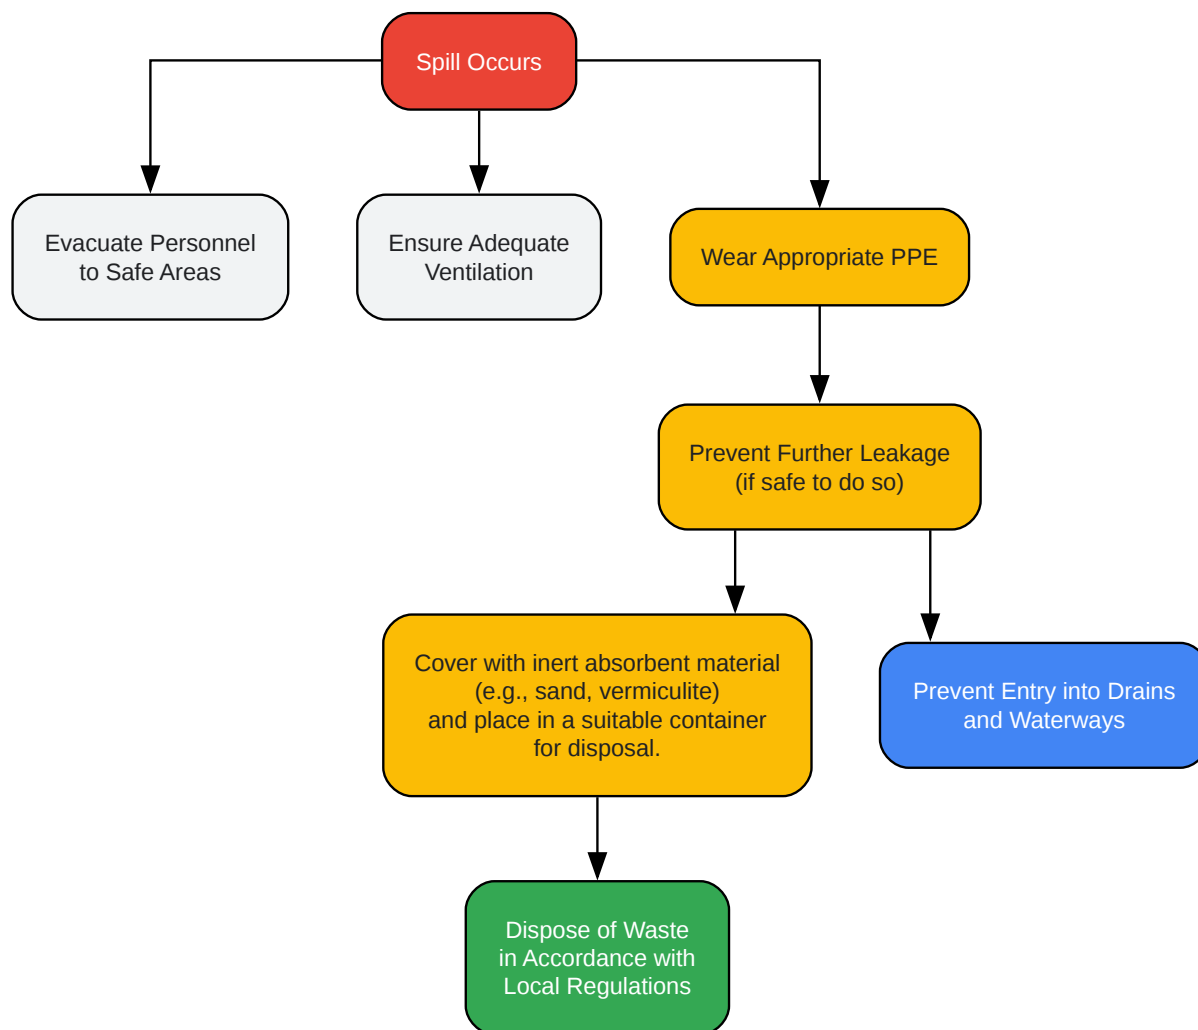 Spill Occurs
Evacuate Personnel
to Safe Areas
Ensure Adequate
Ventilation
Wear Appropriate PPE
Prevent Further Leakage
(if safe to do so)
Cover with inert absorbent material
(e.g., sand, vermiculite)
and place in a suitable container
for disposal.
Prevent Entry into Drains
and Waterways
Dispose of Waste
in Accordance with
Local Regulations